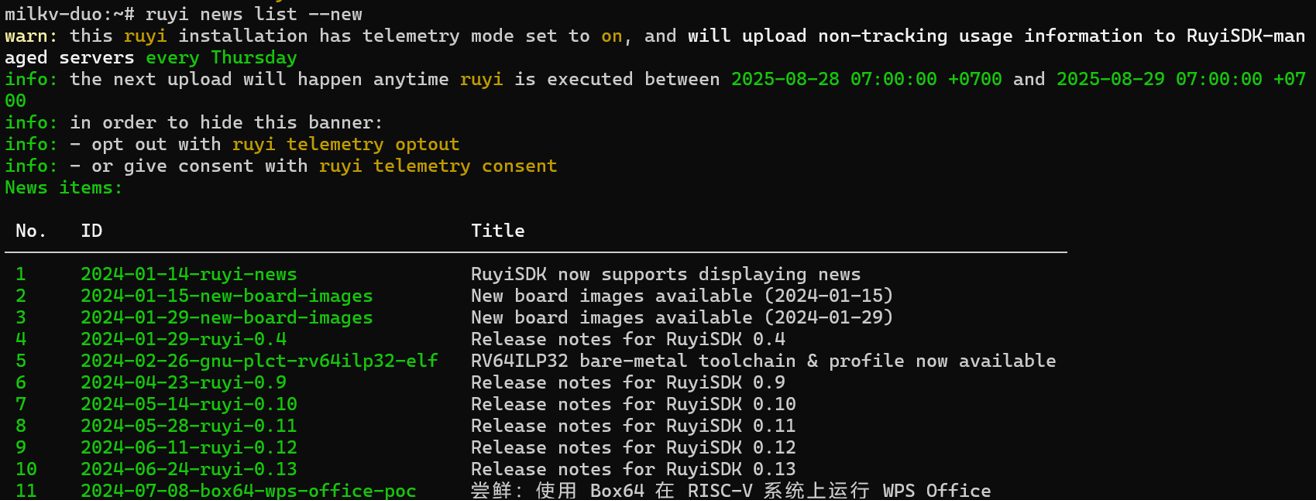 milkv-duo:~# ruyi news list --new
warn: this ruyi installation has telemetry mode set to on, and will upload non-tracking usage information to RuyiSDK-man
aged servers every Thursday
info: the next upload will happen anytime ruyi is executed between 2025-08-28 07:00:00 +0700 and 2025-08-29 07:00:00 +07
00
info: in order to hide this banner:
info: - opt out with ruyi telemetry optout
info: - or give consent with ruyi telemetry consent
News items:
No. ID Title
1 2024-01-14-ruyi-news RuyiSDK now supports displaying news
2 2024-01-15-new-board-images New board images available (2024-01-15)
3 2024-01-29-new-board-images New board images available (2024-01-29)
4 2024-01-29-ruyi-0.4 Release notes for RuyiSDK 0.4
5 2024-02-26-gnu-plct-rv64ilp32-elf RV64ILP32 bare-metal toolchain & profile now available
6 2024-04-23-ruyi-0.9 Release notes for RuyiSDK 0.9
7 2024-05-14-ruyi-0.10 Release notes for RuyiSDK 0.10
8 2024-05-28-ruyi-0.11 Release notes for RuyiSDK 0.11
9 2024-06-11-ruyi-0.12 Release notes for RuyiSDK 0.12
10 2024-06-24-ruyi-0.13 Release notes for RuyiSDK 0.13
11 2024-07-08-box64-wps-office-poc 尝鲜：使用 Box64 在 RISC-V 系统上运行 WPS Office